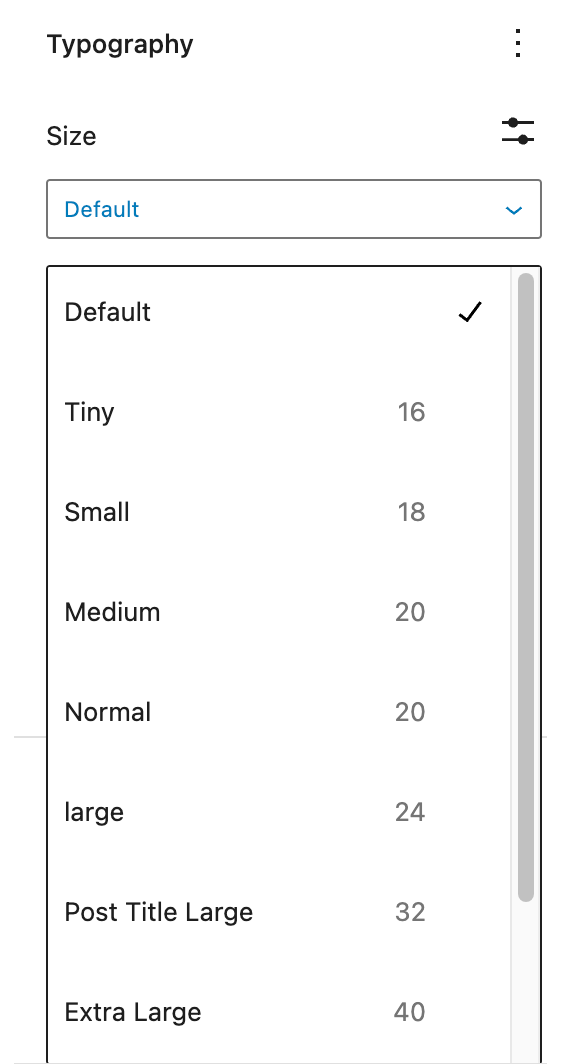 Typography
Size
Default
Default
Tiny 16
Small 18
Medium 20
Normal 20
large 24
Post Title Large 32
Extra Large 40